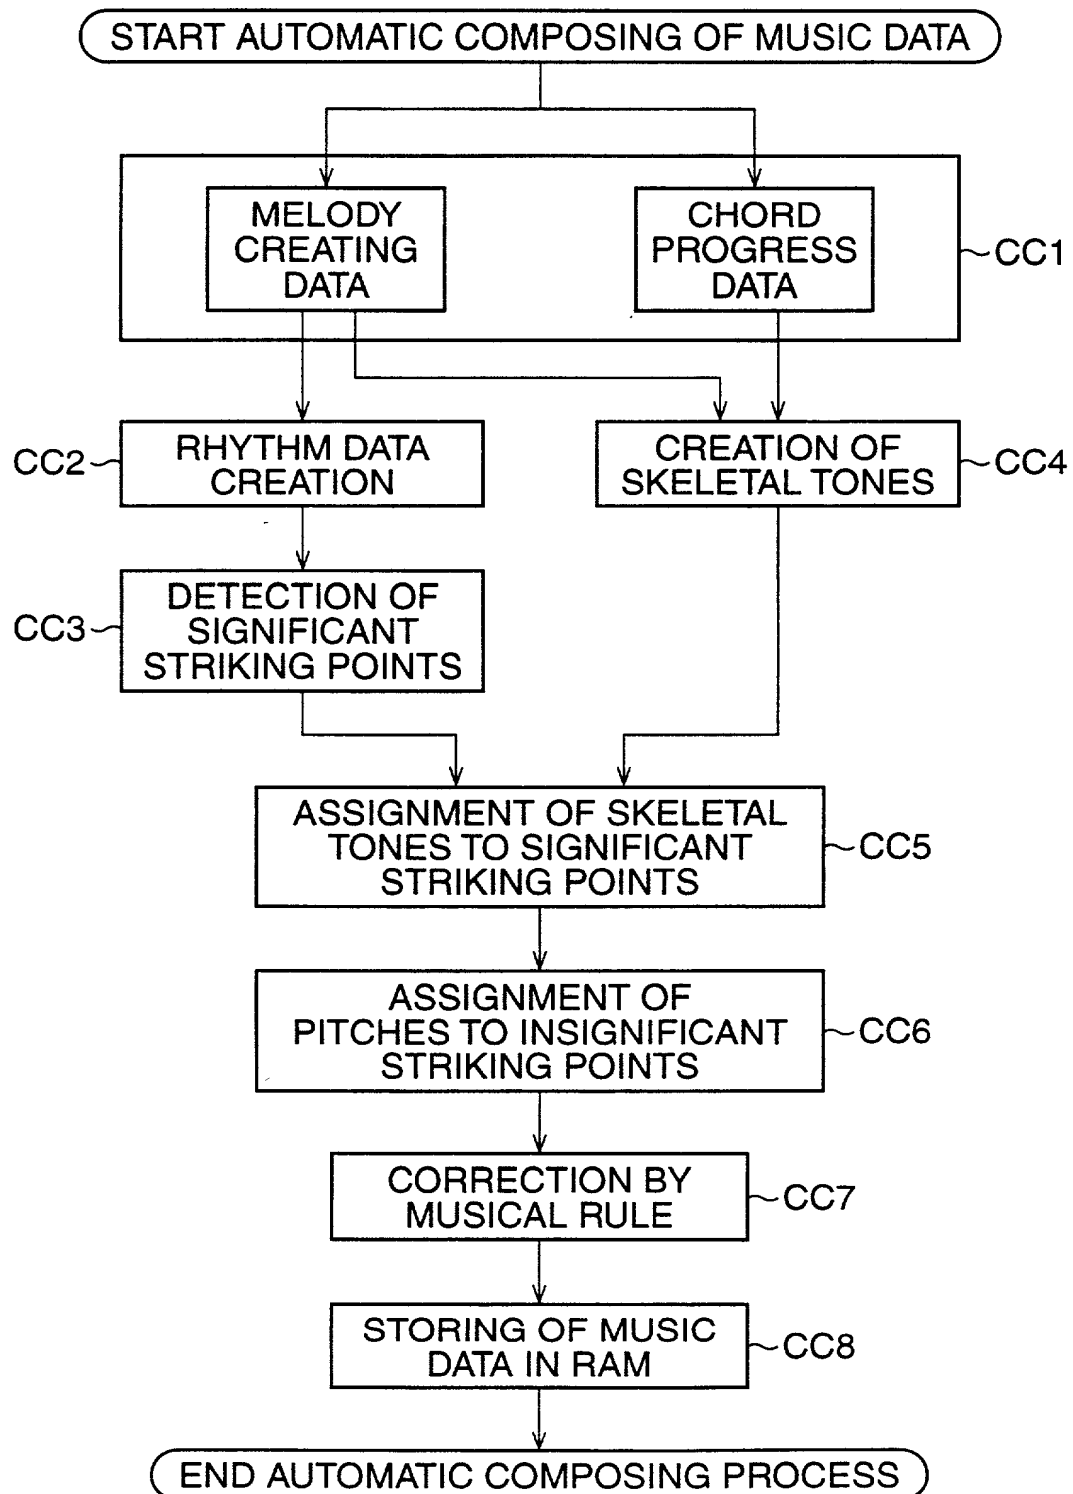 START AUTOMATIC COMPOSING OF MUSIC DATA
MELODY
CREATING
DATA
CHORD
PROGRESS
DATA
CC1
CC2
RHYTHM DATA
CREATION
CREATION OF
SKELETAL TONES
CC4
CC3
DETECTION OF
SIGNIFICANT
STRIKING POINTS
ASSIGNMENT OF SKELETAL
TONES TO SIGNIFICANT
STRIKING POINTS
CC5
ASSIGNMENT OF
PITCHES TO INSIGNIFICANT
STRIKING POINTS
CC6
CORRECTION BY
MUSICAL RULE
CC7
STORING OF MUSIC
DATA IN RAM
CC8
END AUTOMATIC COMPOSING PROCESS